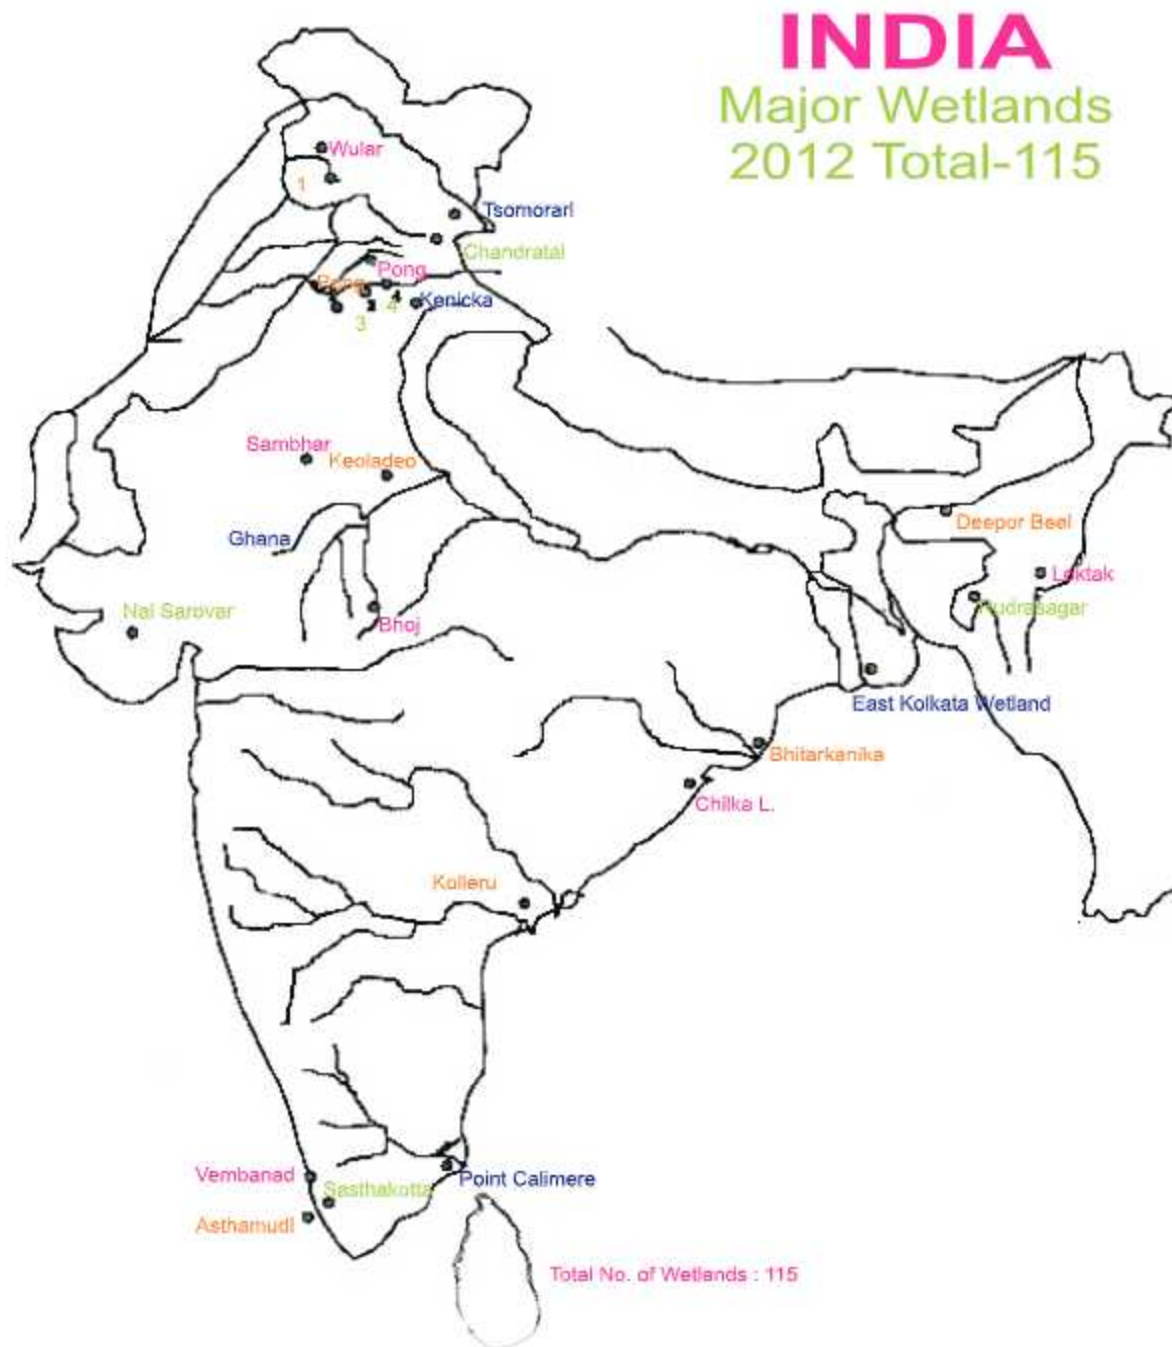 INDIA
Major Wetlands
2012 Total-115
Wular
1
Tsomorari
Chandratal
Pong
4
Kenicka
3
4
Sambhar
Keoladeo
Ghana
Deepor Beel
Loktak
Rudrasagar
Nal Sarovar
Bhoj
East Kolkata Wetland
Bhitarkanika
Chilka L.
Kolleru
Vembanad
Sasthakotta
Point Calimere
Asthamudi
Total No. of Wetlands : 115